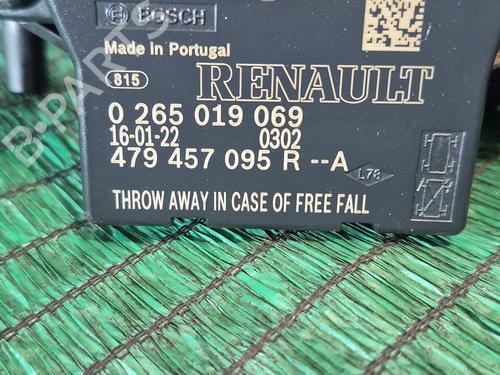 BOSCH
Made in Portugal
815
RENAULT
0 265 019 069
16-01-22 0302
479 457 095 R --A
L78
THROW AWAY IN CASE OF FREE FALL
B-PARTS